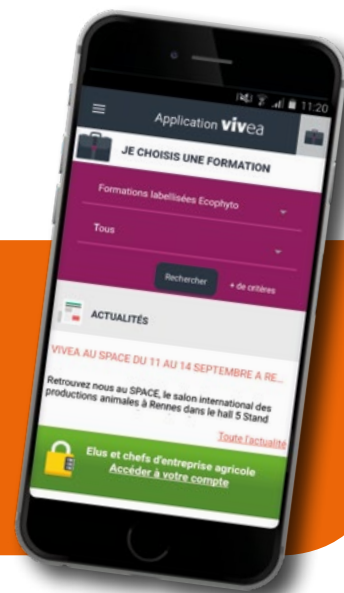 11:20
Application vivea
JE CHOISIS UNE FORMATION
Formations labellisées Ecophyto
Tous
Rechercher
+ de critères
ACTUALITÉS
VIVEA AU SPACE DU 11 AU 14 SEPTEMBRE A RE...
Retrouvez nous au SPACE, le salon international des
productions animales à Rennes dans le hall 5 Stand
Toute l'actualité
Elus et chefs d'entreprise agricole
Accéder à votre compte